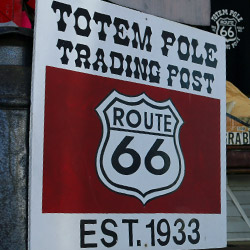 TOTEM POLE
TRADING POST
ROUTE
66
EST. 1933
TOTEM POLE
ROUTE
66